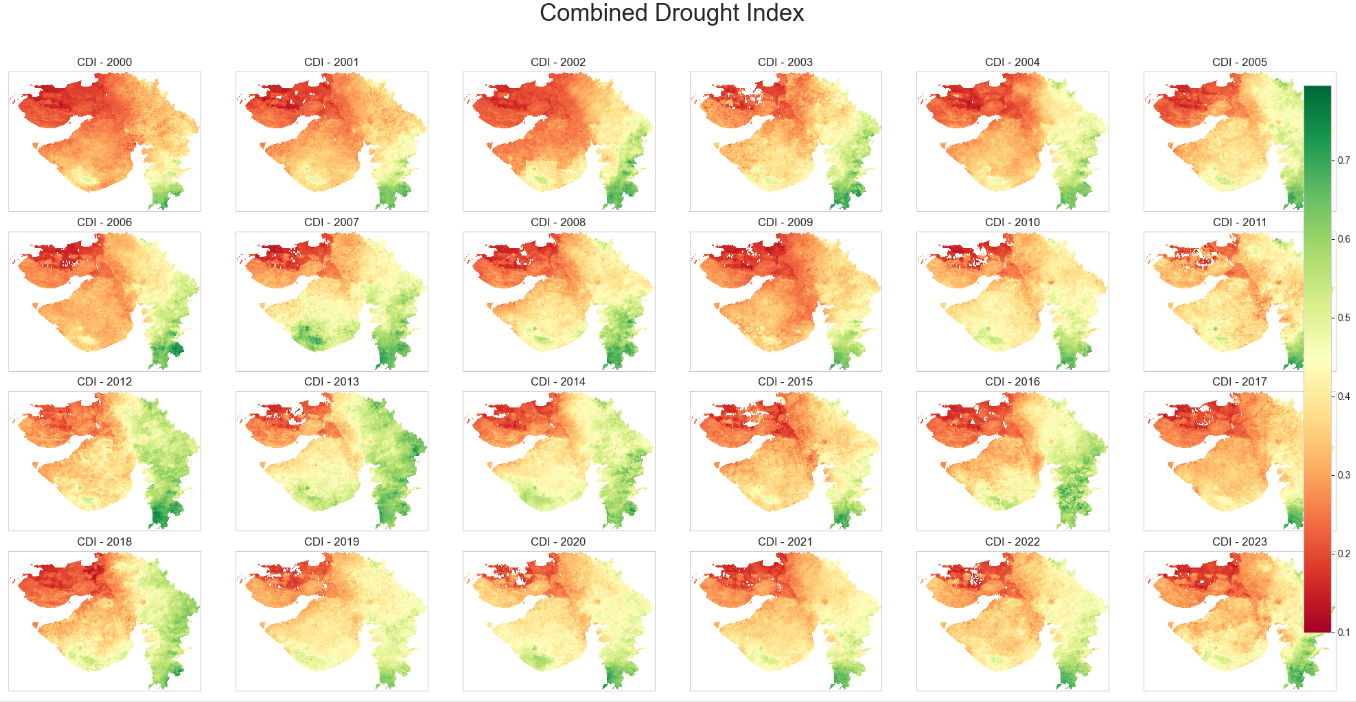 Combined Drought Index
CDI - 2000 CDI - 2001 CDI - 2002 CDI - 2003 CDI - 2004 CDI - 2005
0.7
0.6
CDI - 2006 CDI - 2007 CDI - 2008 CDI - 2009 CDI - 2010 CDI - 2011
0.5
CDI - 2012 CDI - 2013 CDI - 2014 CDI - 2015 CDI - 2016 CDI - 2017
0.4
0.3
CDI - 2018 CDI - 2019 CDI - 2020 CDI - 2021 CDI - 2022 CDI - 2023
0.2
0.1